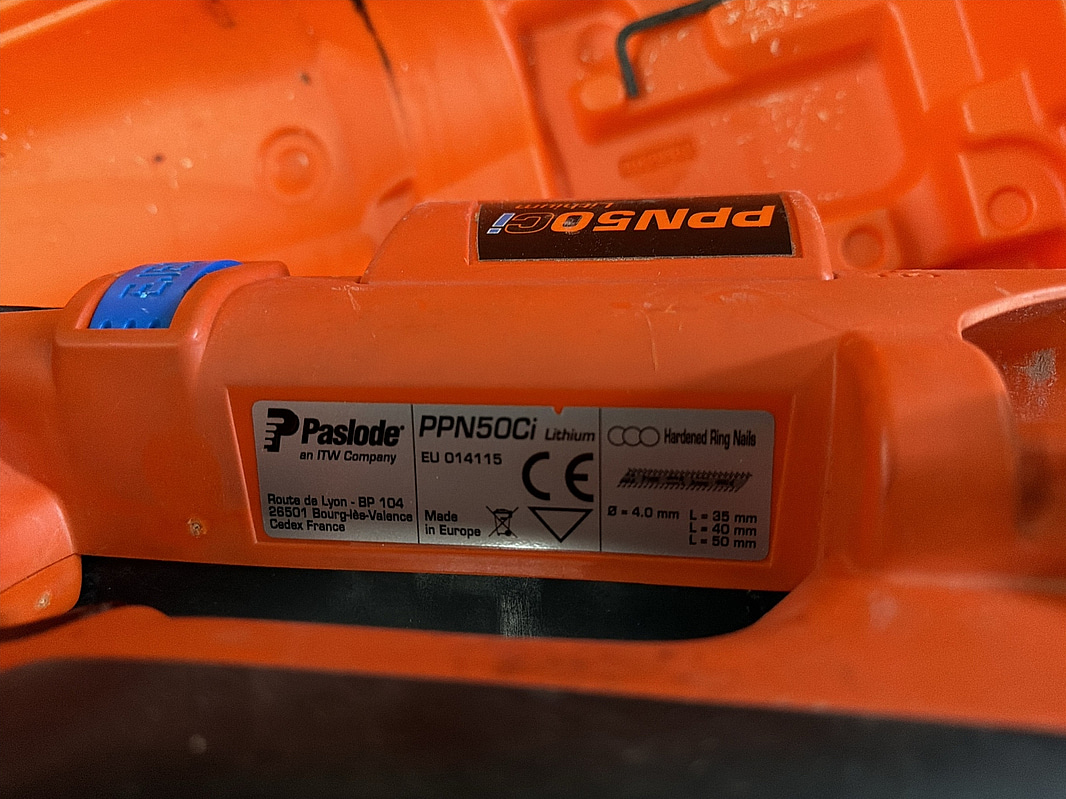 PPN50Ci
Lithium
Paslode
an ITW Company
Route de Lyon - BP 104
26501 Bourg-lès-Valence
Cedex France
PPN50Ci Lithium
EU 014115
CE
Made
in Europe
Hardened Ring Nails
Ø = 4.0 mm
L = 35 mm
L = 40 mm
L = 50 mm